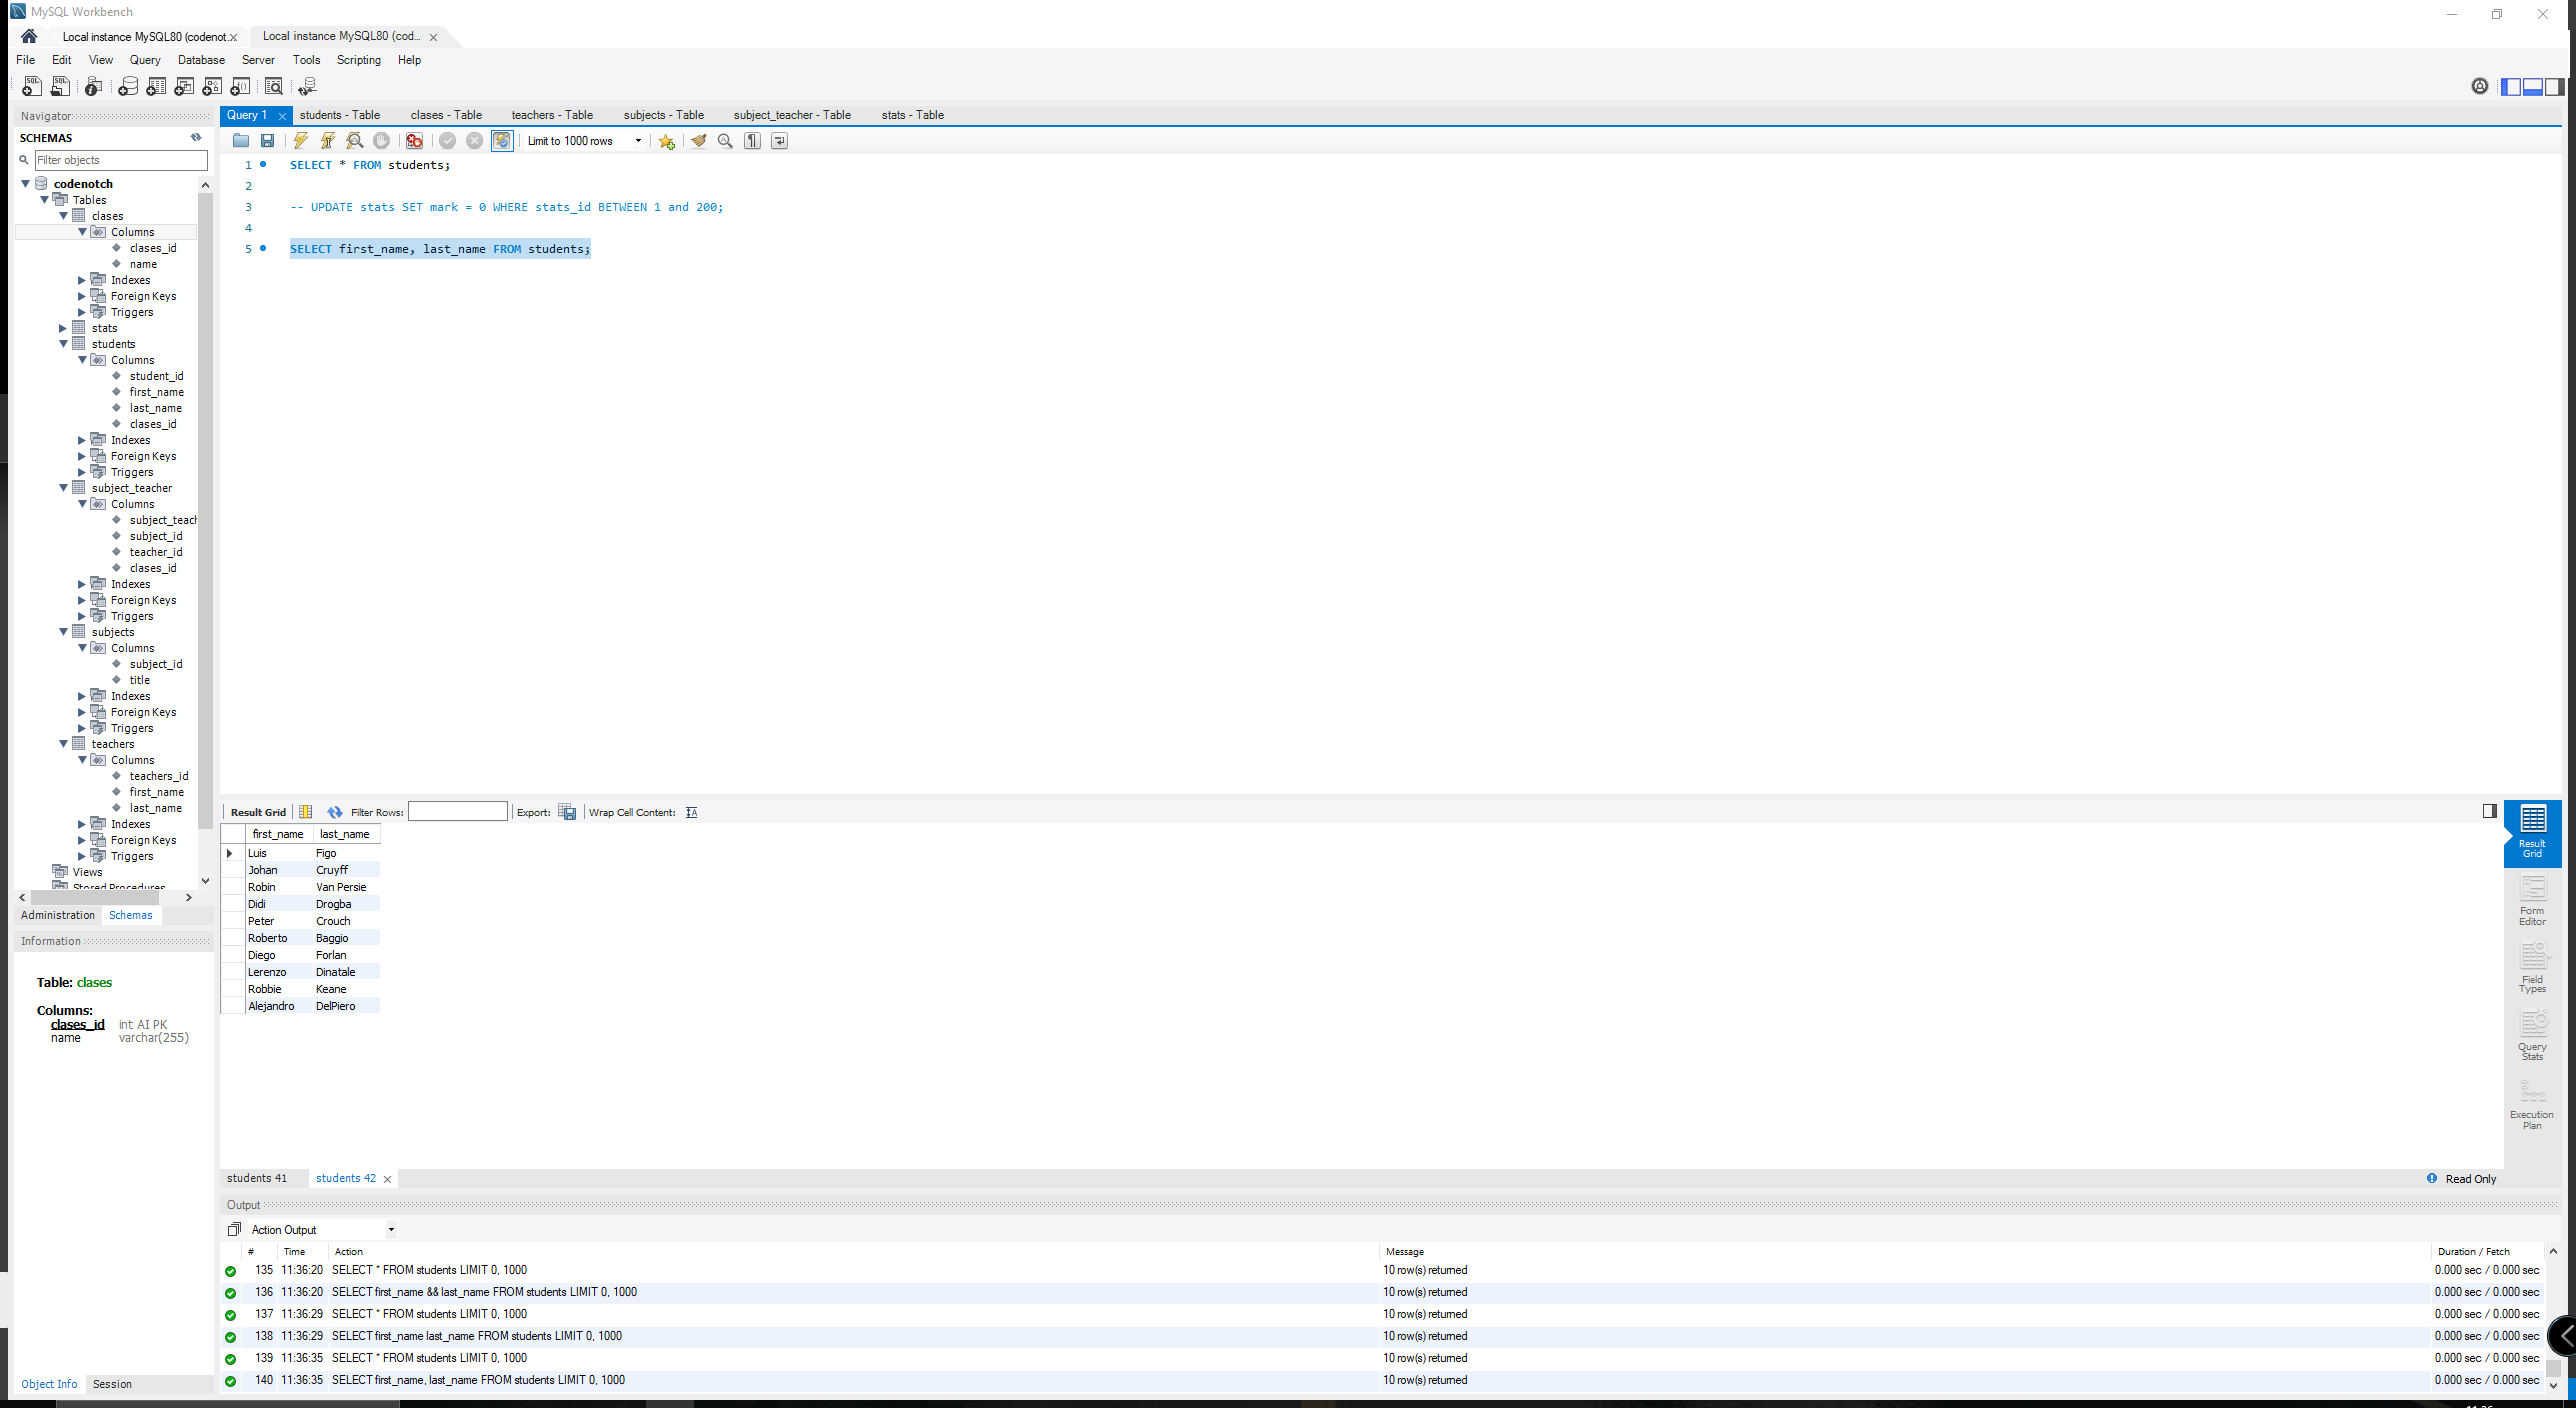 MySQL Workbench
Local instance MySQL80 (codenot... Local instance MySQL80 (cod...
File Edit View Query Database Server Tools Scripting Help
Navigator
SCHEMAS
Filter objects
codenotch
Tables
clases
Columns
clases_id
name
Indexes
Foreign Keys
Triggers
stats
students
Columns
student_id
first_name
last_name
clases_id
Indexes
Foreign Keys
Triggers
subject_teacher
Columns
subject_teach
subject_id
teacher_id
clases_id
Indexes
Foreign Keys
Triggers
subjects
Columns
subject_id
title
Indexes
Foreign Keys
Triggers
teachers
Columns
teachers_id
first_name
last_name
Indexes
Foreign Keys
Triggers
Views
Stored Procedures
Administration Schemas
Information
Table: clases
Columns:
clases_id int AI PK
name varchar(255)
Object Info Session
Query 1 students - Table clases - Table teachers - Table subjects - Table subject_teacher - Table stats - Table
Limit to 1000 rows
1 SELECT * FROM students;
2
3 -- UPDATE stats SET mark = 0 WHERE stats_id BETWEEN 1 and 200;
4
5 SELECT first_name, last_name FROM students;
Result Grid Filter Rows: Export: Wrap Cell Content:
first_name last_name
Luis Figo
Johan Cruyff
Robin Van Persie
Didi Drogba
Peter Crouch
Roberto Baggio
Diego Forlan
Lerenzo Dinatale
Robbie Keane
Alejandro DelPiero
Result
Grid
Form
Editor
Field
Types
Query
Stats
Execution
Plan
students 41 students 42 Read Only
Output
Action Output
# Time Action Message Duration / Fetch
135 11:36:20 SELECT * FROM students LIMIT 0, 1000 10 row(s) returned 0.000 sec / 0.000 sec
136 11:36:20 SELECT first_name && last_name FROM students LIMIT 0, 1000 10 row(s) returned 0.000 sec / 0.000 sec
137 11:36:29 SELECT * FROM students LIMIT 0, 1000 10 row(s) returned 0.000 sec / 0.000 sec
138 11:36:29 SELECT first_name last_name FROM students LIMIT 0, 1000 10 row(s) returned 0.000 sec / 0.000 sec
139 11:36:35 SELECT * FROM students LIMIT 0, 1000 10 row(s) returned 0.000 sec / 0.000 sec
140 11:36:35 SELECT first_name, last_name FROM students LIMIT 0, 1000 10 row(s) returned 0.000 sec / 0.000 sec